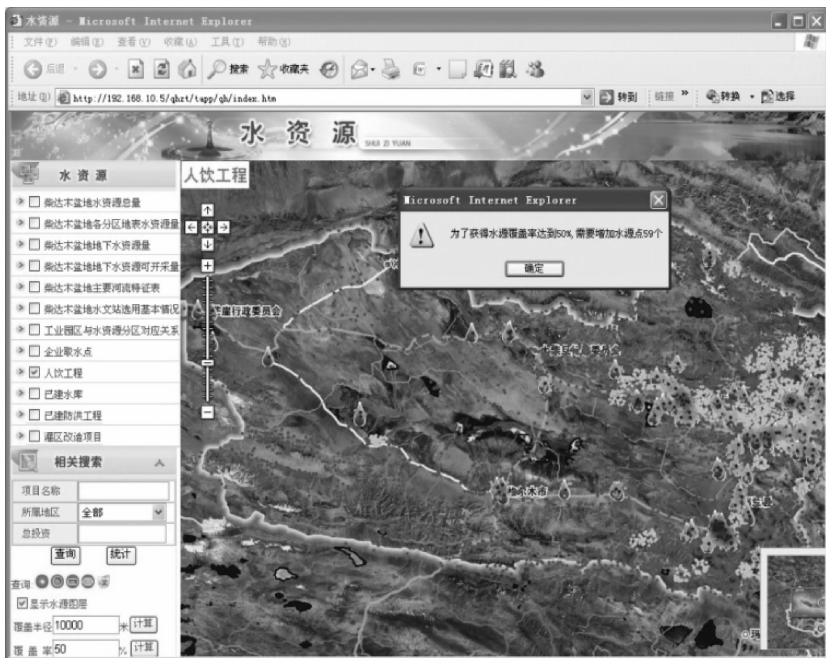 水资源 - Microsoft Internet Explorer
文件(F) 编辑(E) 查看(V) 收藏(A) 工具(T) 帮助(H)
后退 搜索 收藏夹
地址(D) http://192.168.10.5/qhzt/tapp/qh/index.htm 转到 链接 » 转换 选择
水 资 源 SHUI ZI YUAN
水 资 源
柴达木盆地水资源总量
柴达木盆地各分区地表水资源量
柴达木盆地地下水资源量
柴达木盆地地下水资源可开采量
柴达木盆地主要河流特征表
柴达木盆地水文站选用基本情况
工业园区与水资源分区对应关系
企业取水点
人饮工程
已建水库
已建防洪工程
灌区改造项目
相关搜索
项目名称
所属地区 全部
总投资
查询 统计
查询
显示水源图层
覆盖半径 10000 米 计算
覆 盖 率 50 % 计算
人饮工程
Microsoft Internet Explorer
为了获得水源覆盖率达到50%,需要增加水源点59个
确定
崖行政委员会
格尔木市